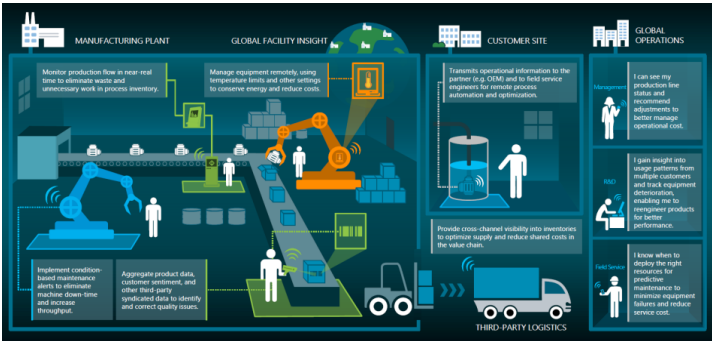 MANUFACTURING PLANT
GLOBAL FACILITY INSIGHT
CUSTOMER SITE
GLOBAL
OPERATIONS
Monitor production flow in near-real
time to eliminate waste and
unnecessary work in process inventory.
Manage equipment remotely, using
temperature limits and other settings
to conserve energy and reduce costs.
Transmits operational information to the
partner (e.g. OEM) and to field service
engineers for remote process
automation and optimization.
Management
I can see my
production line
status and
recommend
adjustments to
better manage
operational cost.
R&D
I gain insight into
usage patterns from
multiple customers
and track equipment
deterioration,
enabling me to
reengineer products
for better
performance.
Provide cross-channel visibility into inventories
to optimize supply and reduce shared costs in
the value chain.
Implement condition-
based maintenance
alerts to eliminate
machine down-time
and increase
throughput.
Aggregate product data,
customer sentiment, and
other third-party
syndicated data to identify
and correct quality issues.
Field Service
I know when to
deploy the right
resources for
predictive
maintenance to
minimize equipment
failures and reduce
service cost.
THIRD-PARTY LOGISTICS